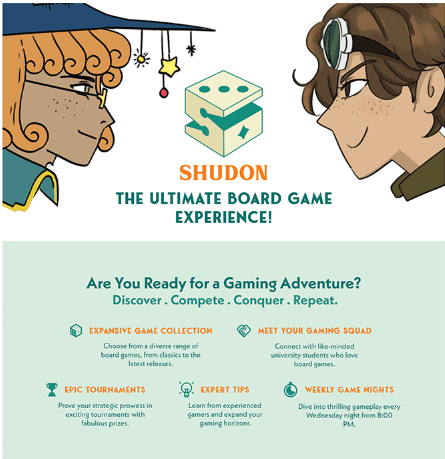 SHUDON
THE ULTIMATE BOARD GAME
EXPERIENCE!
Are You Ready for a Gaming Adventure?
Discover . Compete . Conquer . Repeat.
EXPANSIVE GAME COLLECTION
Choose from a diverse range of
board games, from classics to the
latest releases.
MEET YOUR GAMING SQUAD
Connect with like-minded
university students who love
board games.
EPIC TOURNAMENTS
Prove your strategic prowess in
exciting tournaments with
fabulous prizes.
EXPERT TIPS
Learn from experienced
gamers and expand your
gaming horizons.
WEEKLY GAME NIGHTS
Dive into thrilling gameplay every
Wednesday night from 8:00
PM.